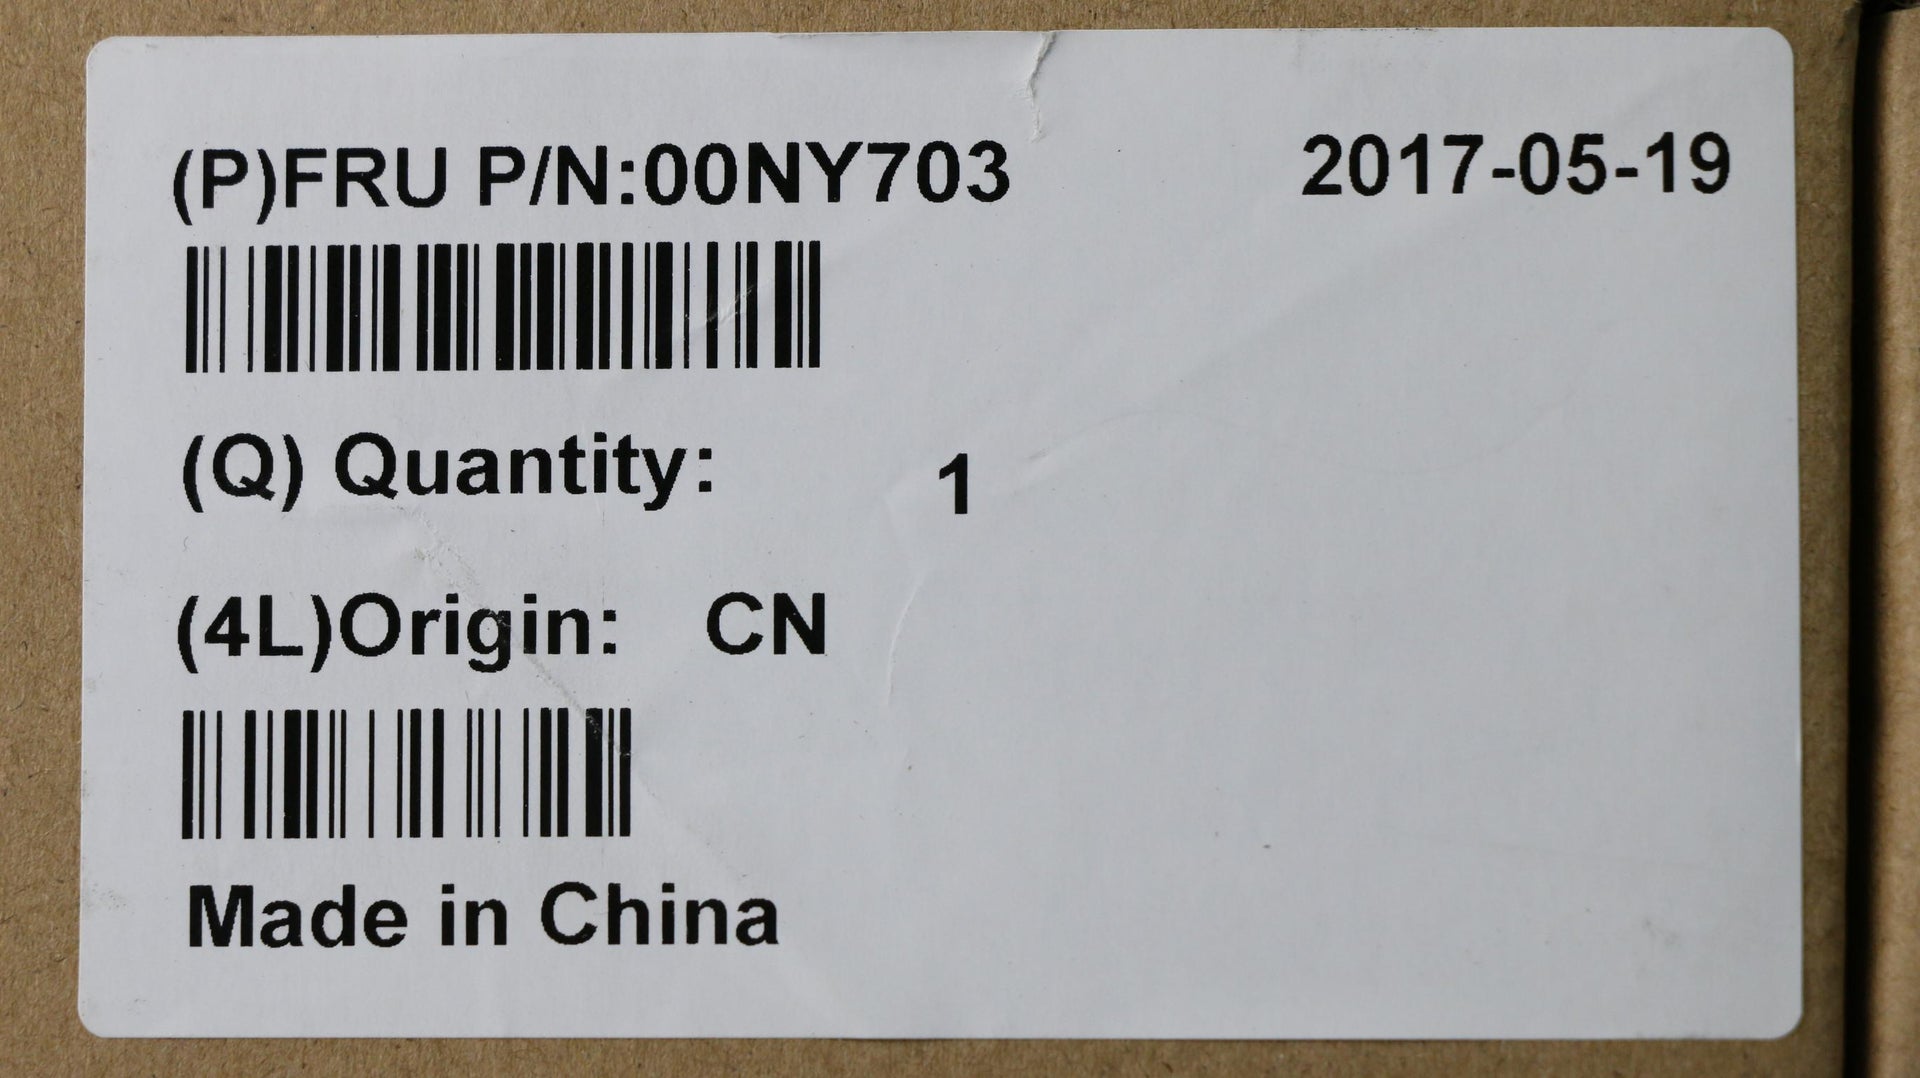 (P)FRU P/N:00NY703 2017-05-19
(Q) Quantity: 1
(4L)Origin: CN
Made in China